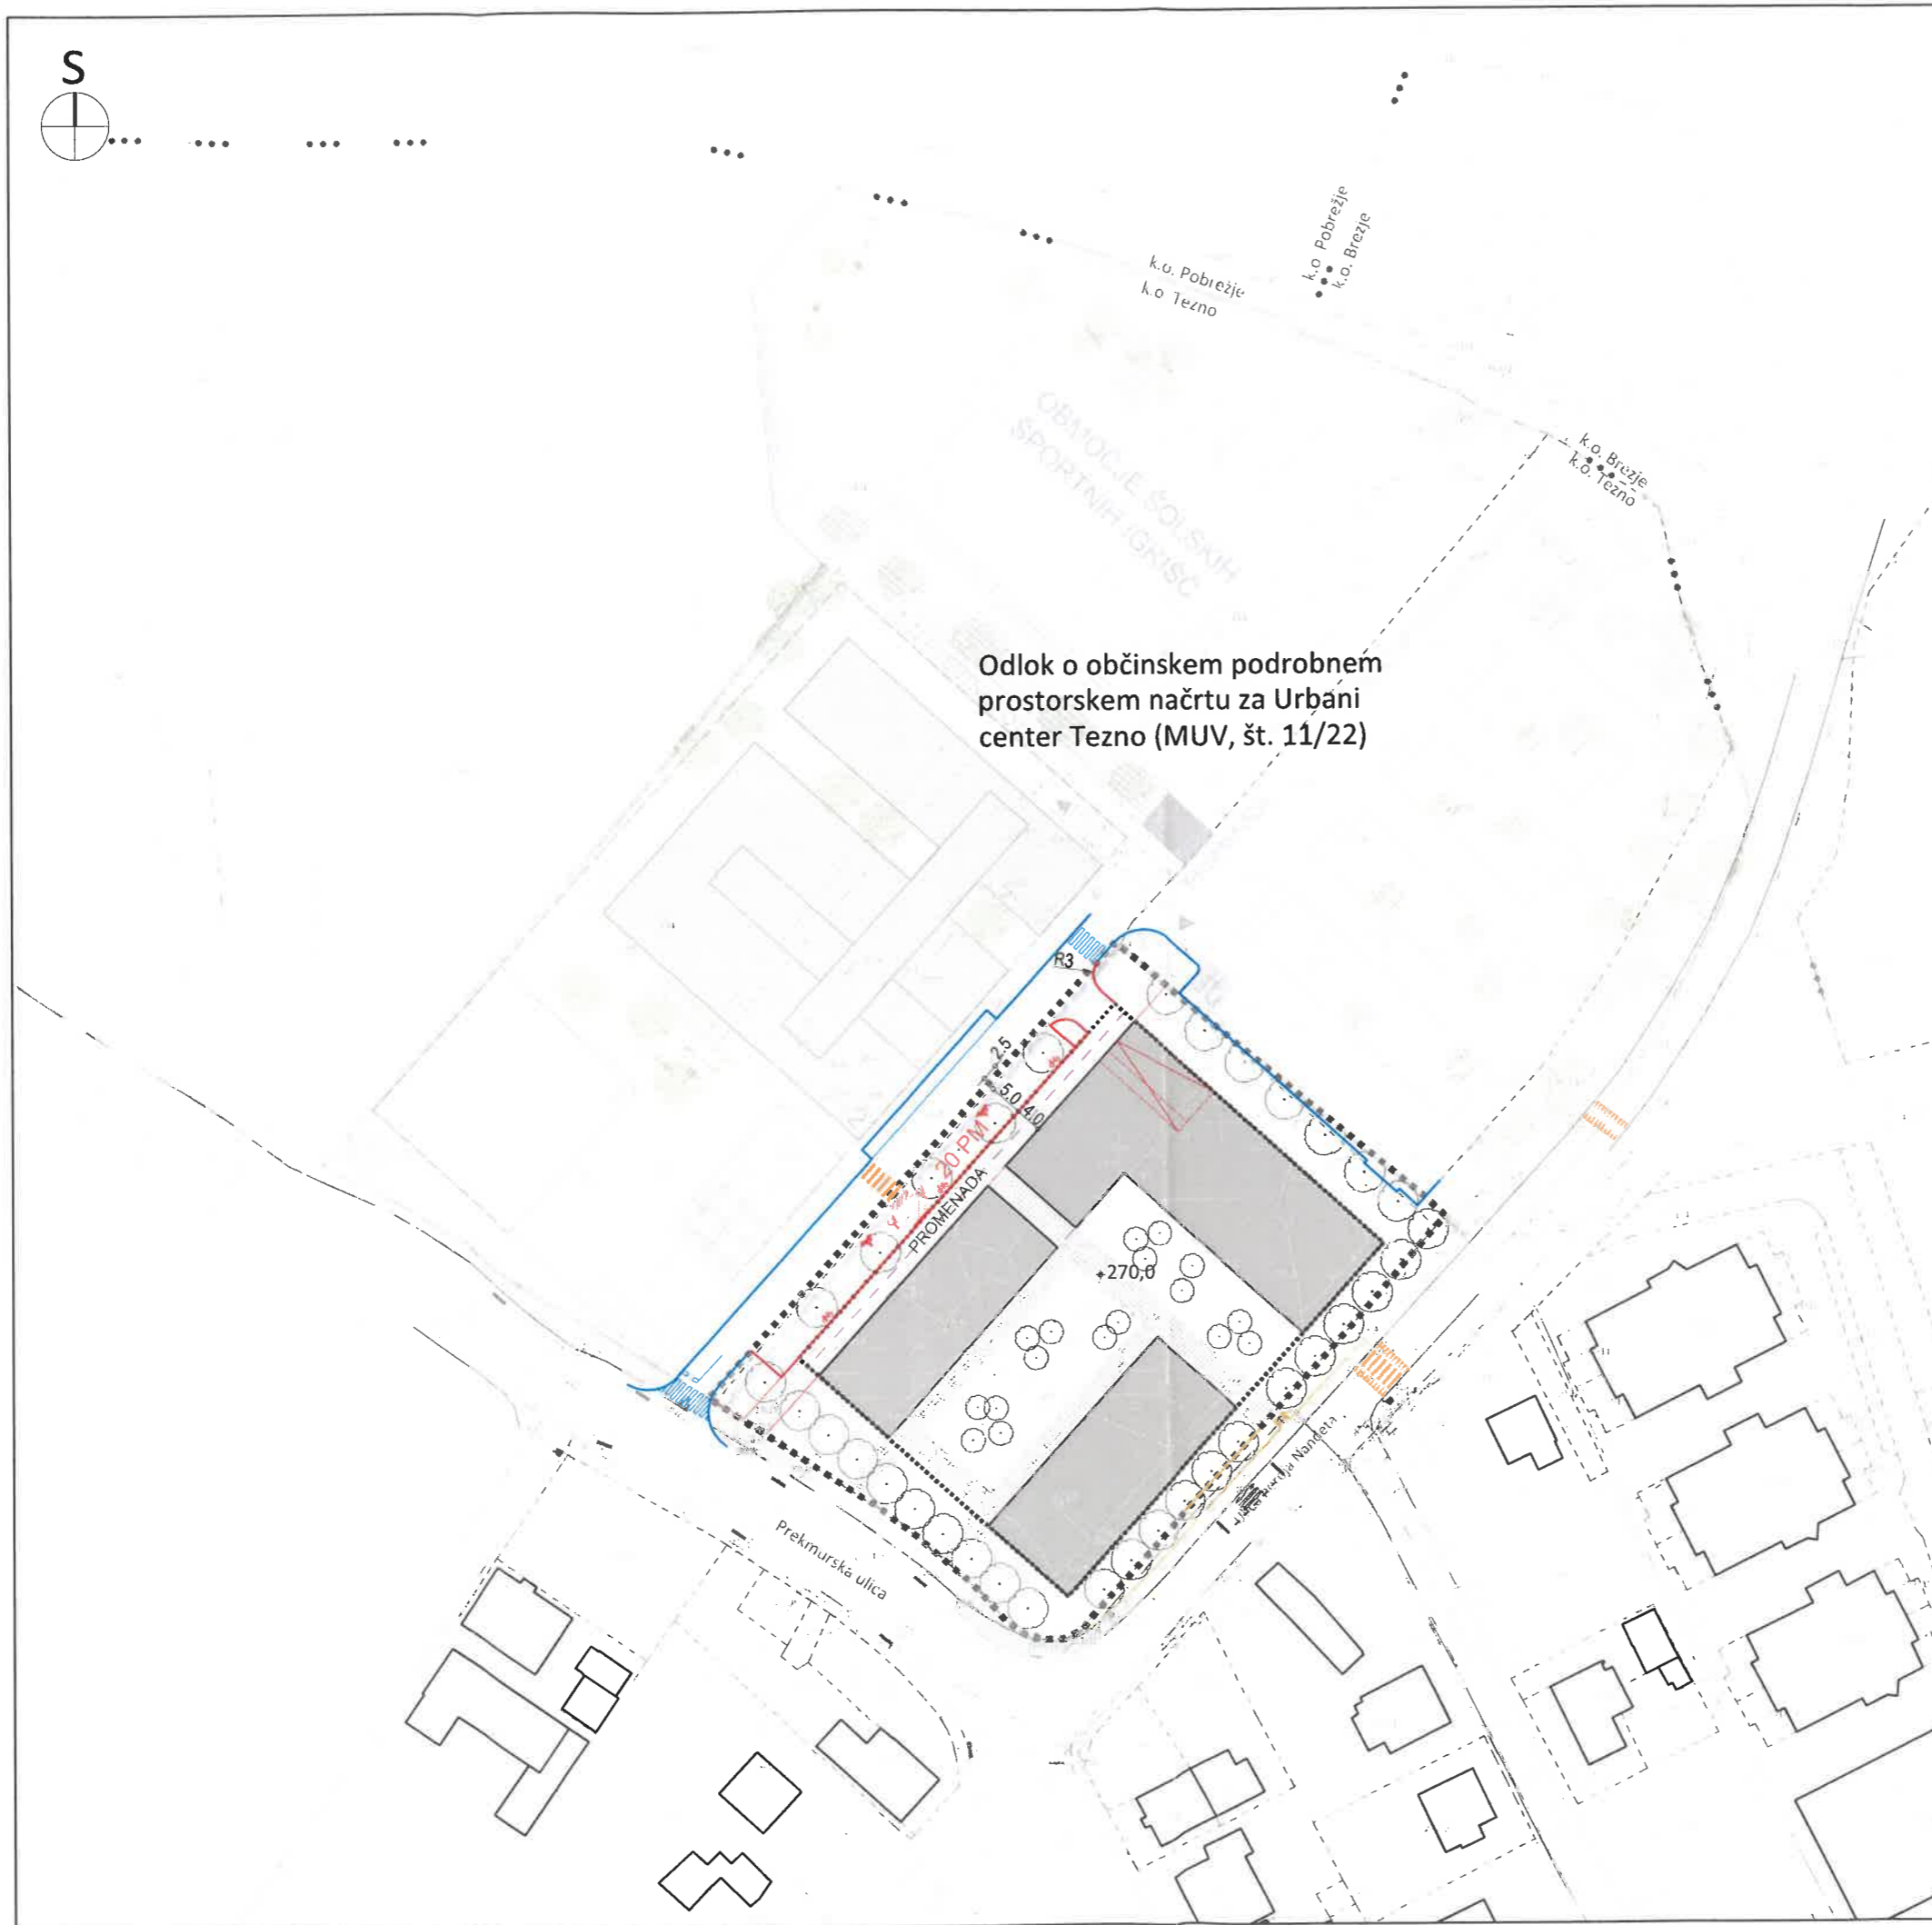 S
k.o Pobrežje
k.o. Brezje
k.o. Pobrežje
k.o Tezno
OBMOČJE ŠOLSKIH
ŠPORTNIH IGRIŠČ
k.o. Brezje
k.o. Tezno
Odlok o občinskem podrobnem
prostorskem načrtu za Urbani
center Tezno (MUV, št. 11/22)
R3
2.5
5.0
4.0
20 PM
PROMENADA
+270,0
Nandeta
Prekmurska ulica